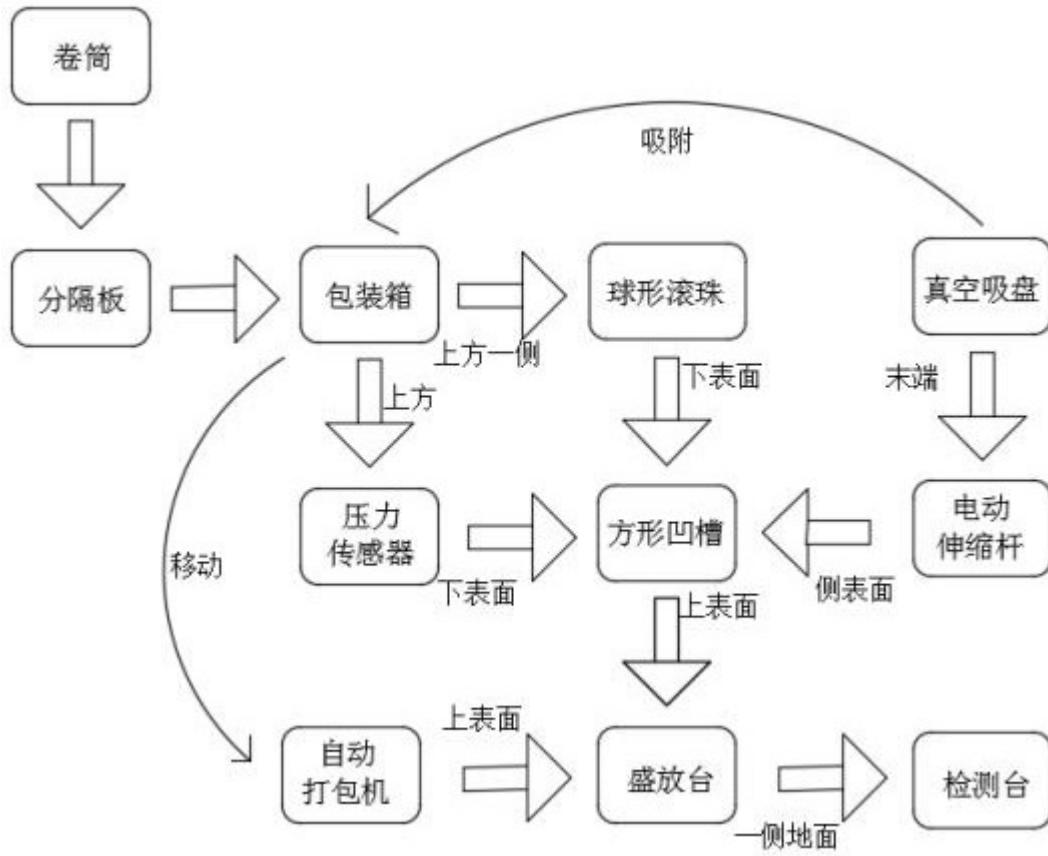 卷筒
吸附
分隔板
包装箱
球形滚珠
真空吸盘
上方一侧
下表面
末端
上方
压力
传感器
方形凹槽
电动
伸缩杆
移动
下表面
上表面
侧表面
上表面
自动
打包机
盛放台
检测台
一侧地面